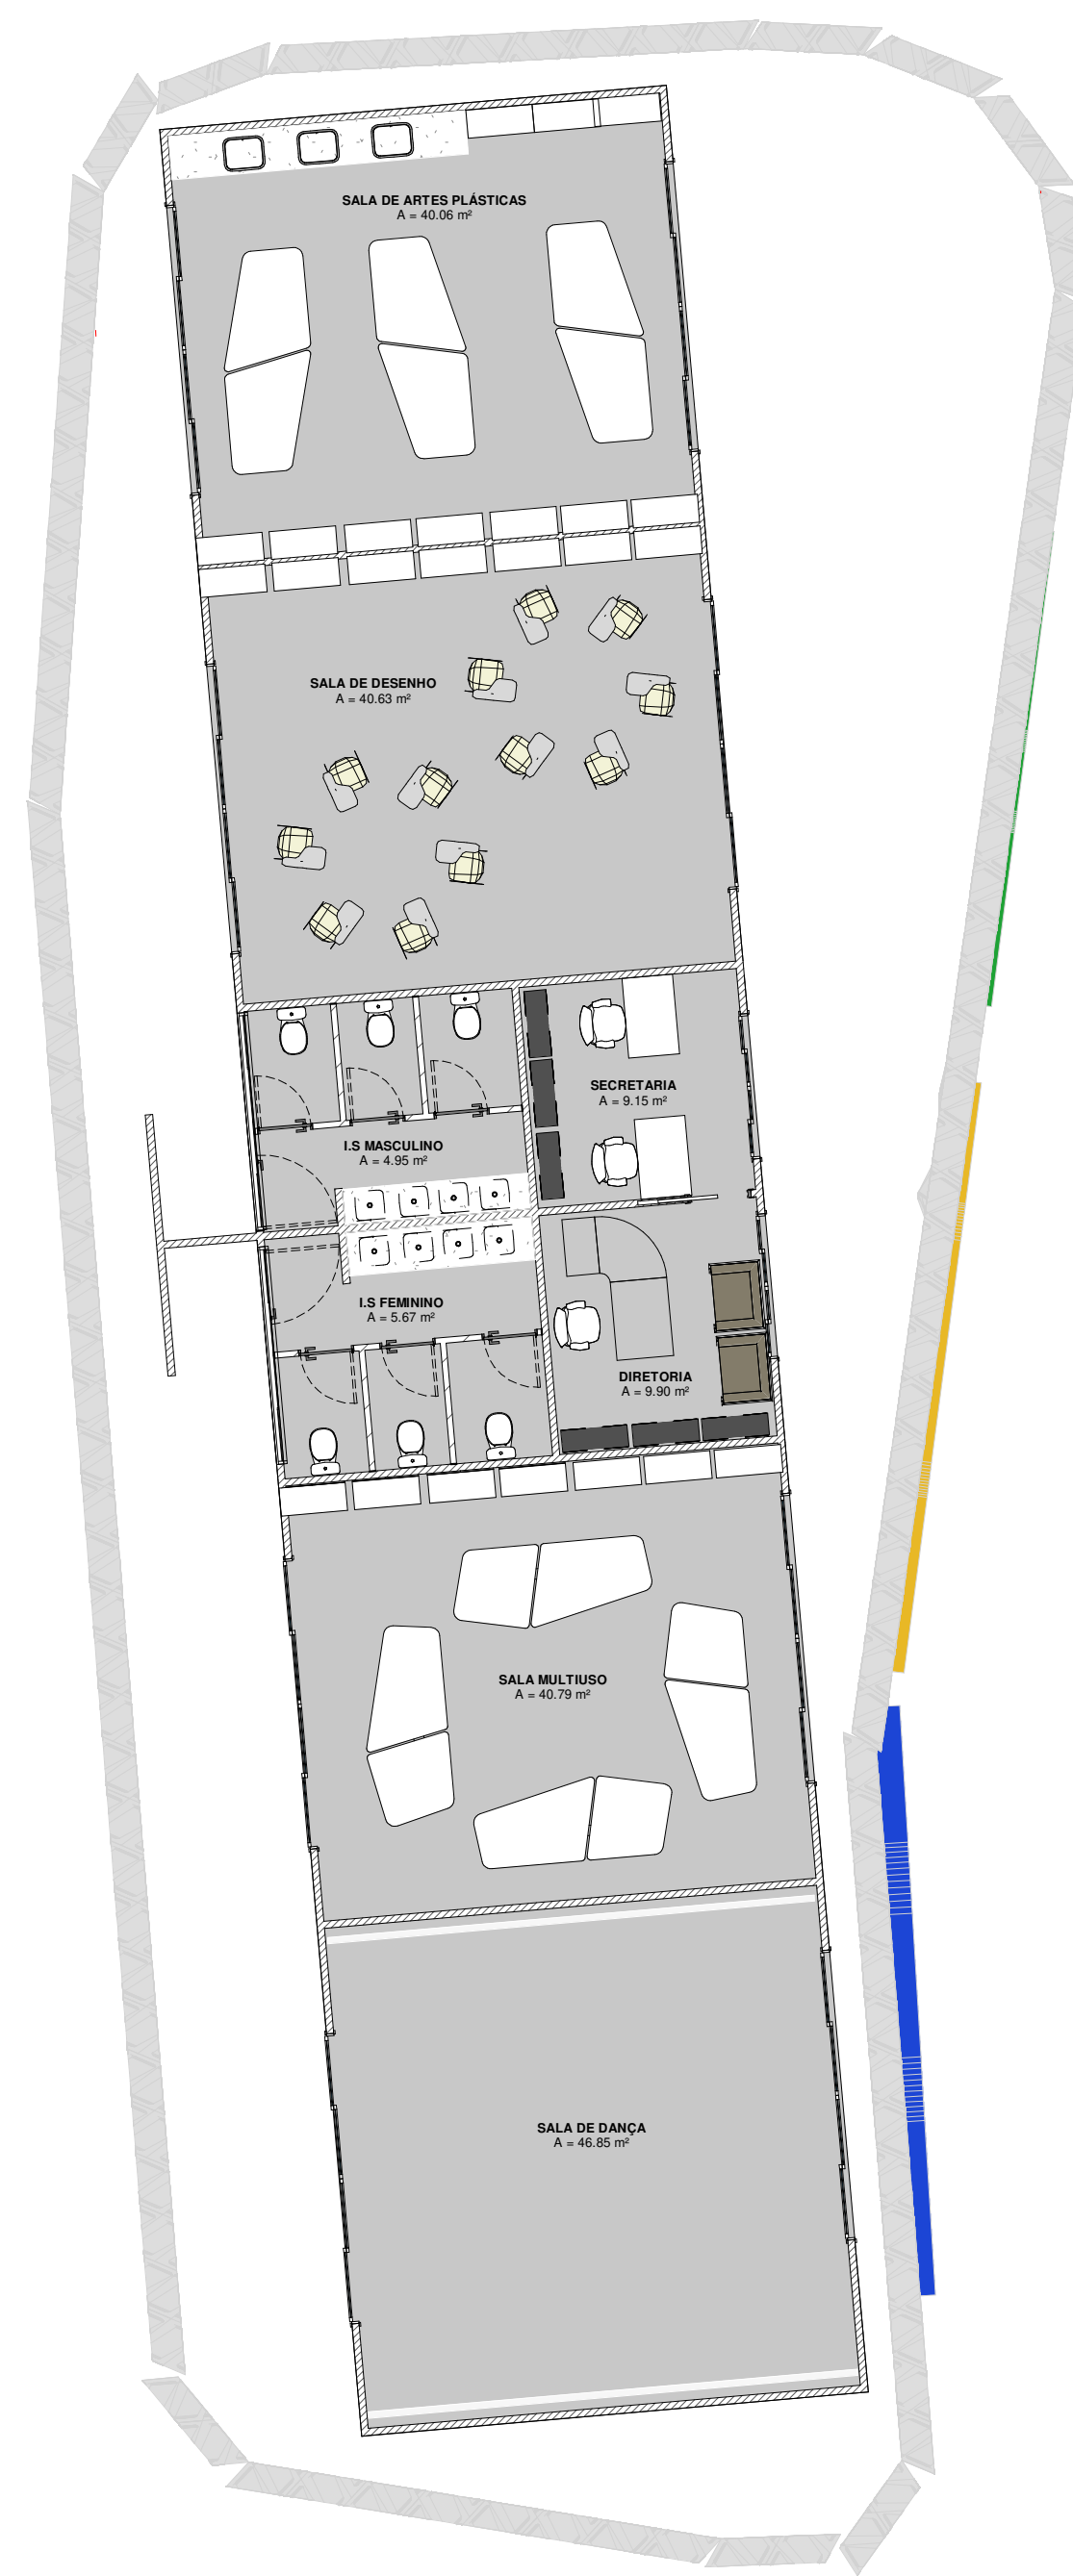 SALA DE ARTES PLÁSTICAS
A = 40.06 m²
SALA DE DESENHO
A = 40.63 m²
SECRETARIA
A = 9.15 m²
I.S MASCULINO
A = 4.95 m²
I.S FEMININO
A = 5.67 m²
DIRETORIA
A = 9.90 m²
SALA MULTIUSO
A = 40.79 m²
SALA DE DANÇA
A = 46.85 m²